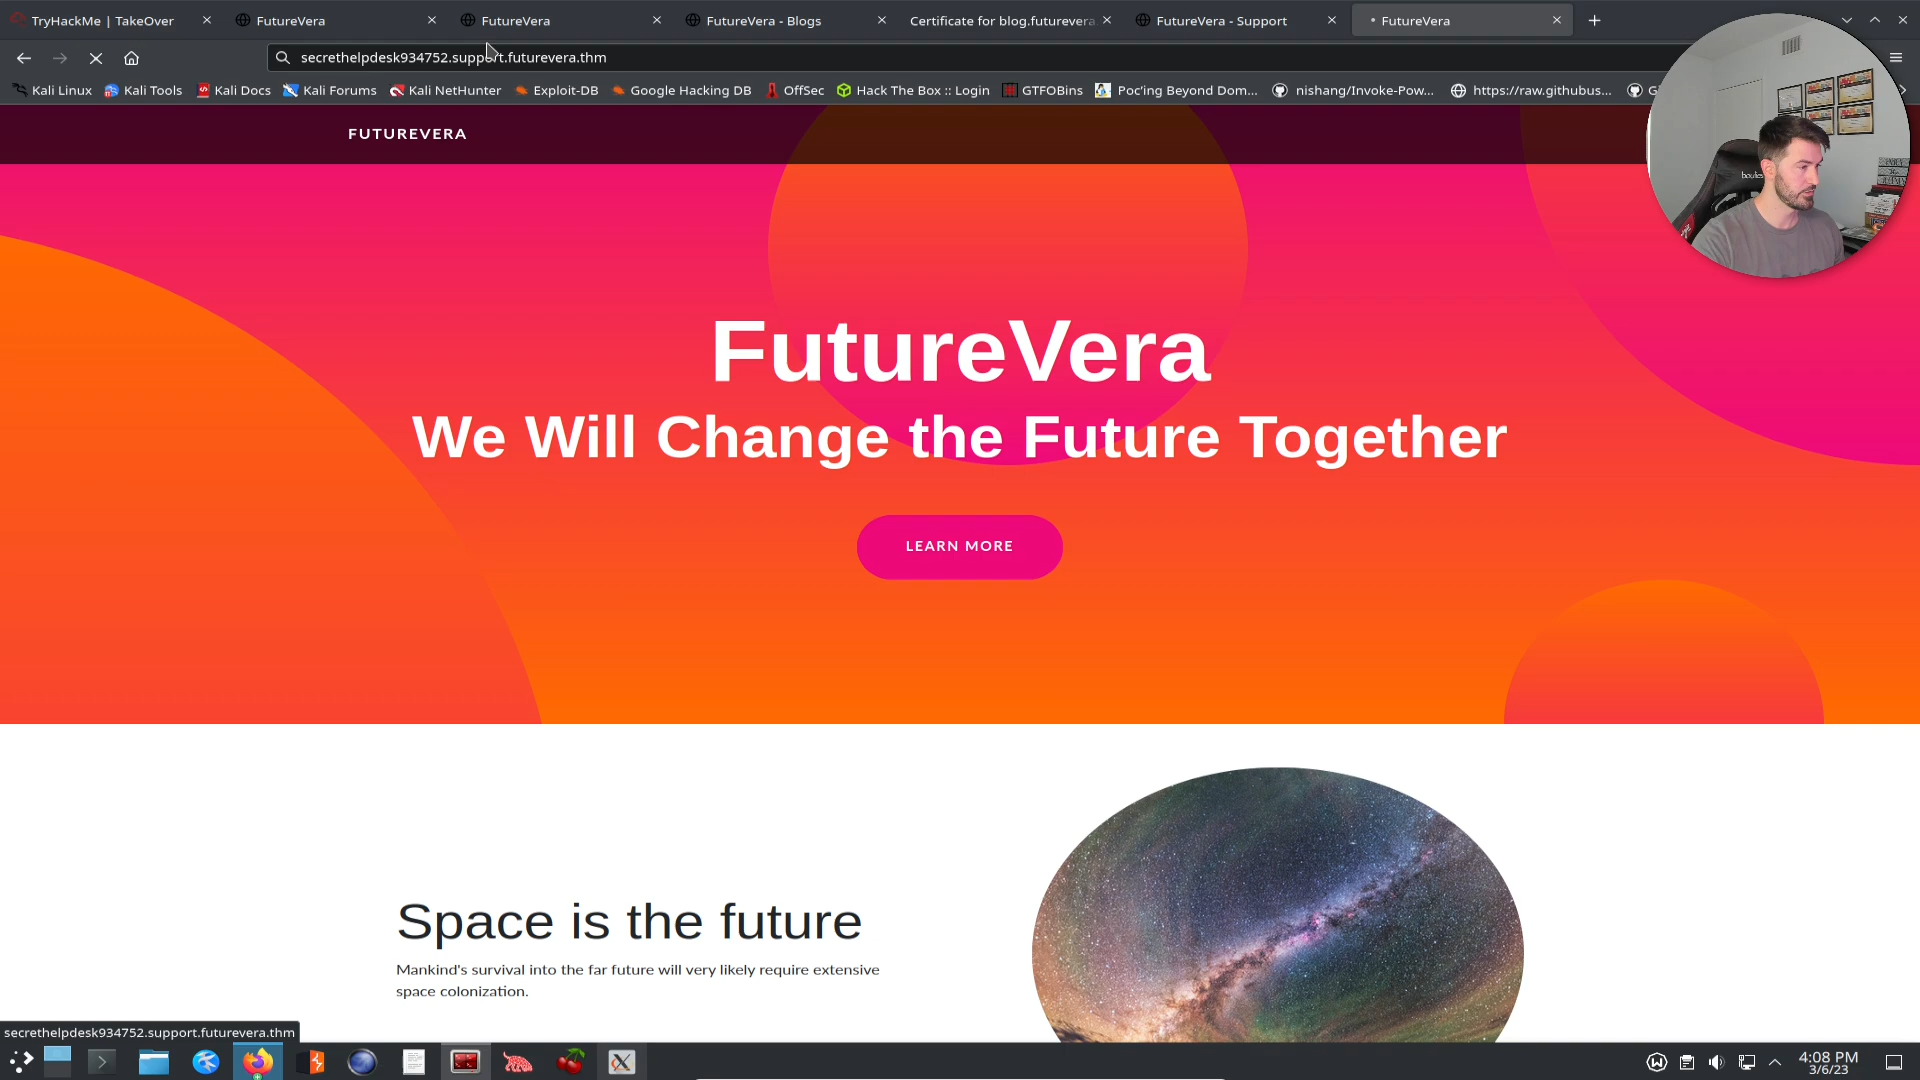 TryHackMe | TakeOver
FutureVera
FutureVera
FutureVera - Blogs
Certificate for blog.futurevera
FutureVera - Support
FutureVera
secrethelpdesk934752.support.futurevera.thm
Kali Linux
Kali Tools
Kali Docs
Kali Forums
Kali NetHunter
Exploit-DB
Google Hacking DB
OffSec
Hack The Box :: Login
GTFOBins
Poc'ing Beyond Dom...
nishang/Invoke-Pow...
https://raw.githubus...
FUTUREVERA
FutureVera
We Will Change the Future Together
LEARN MORE
Space is the future
Mankind's survival into the far future will very likely require extensive
space colonization.
secrethelpdesk934752.support.futurevera.thm
4:08 PM
3/6/23